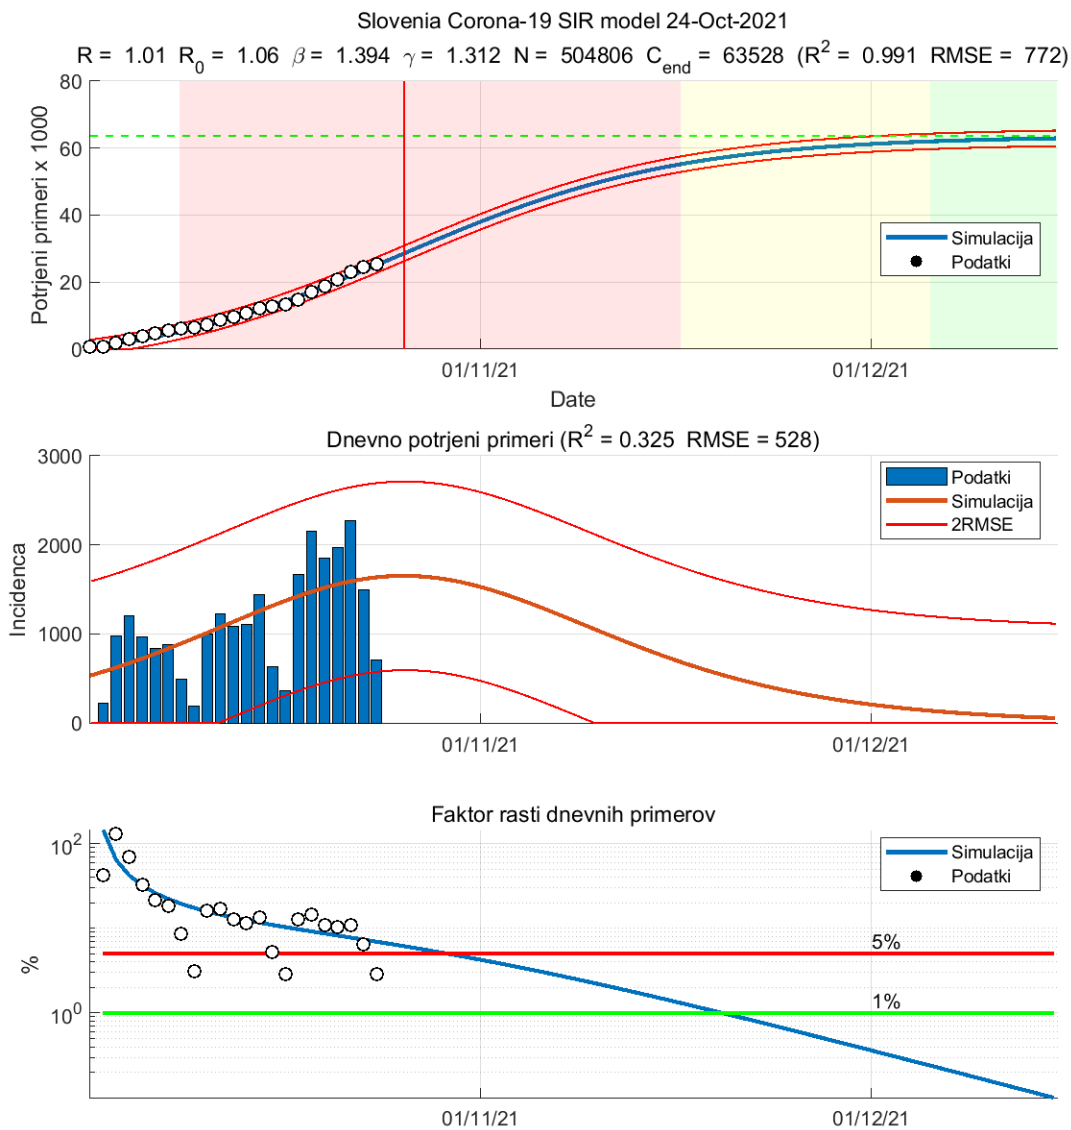 Slovenia Corona-19 SIR model 24-Oct-2021
R = 1.01 R0 = 1.06 β = 1.394 γ = 1.312 N = 504806 Cend = 63528 (R2 = 0.991 RMSE = 772)
Potrjeni primeri x 1000
80
60
40
20
0
Simulacija
Podatki
01/11/21
01/12/21
Date
Dnevno potrjeni primeri (R2 = 0.325 RMSE = 528)
Incidenca
3000
2000
1000
0
Podatki
Simulacija
2RMSE
01/11/21
01/12/21
Faktor rasti dnevnih primerov
%
102
100
Simulacija
Podatki
5%
1%
01/11/21
01/12/21